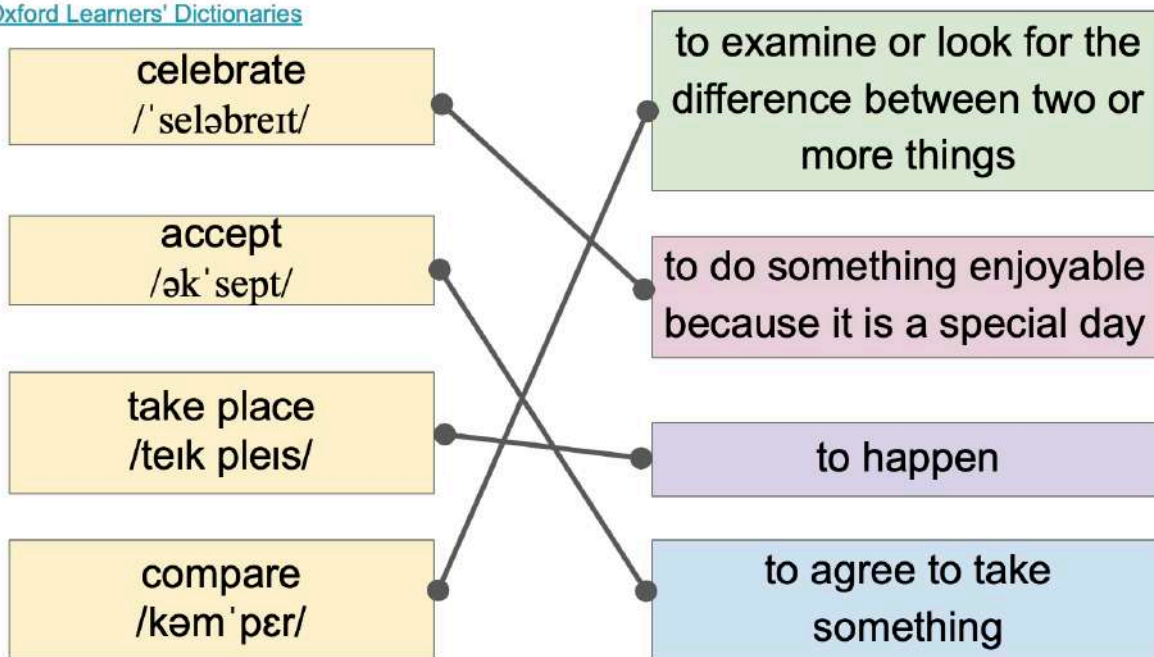 Oxford Learners' Dictionaries
celebrate
/ˈseləbreɪt/
accept
/əkˈsept/
take place
/teɪk pleɪs/
compare
/kəmˈpɛr/
to examine or look for the
difference between two or
more things
to do something enjoyable
because it is a special day
to happen
to agree to take
something